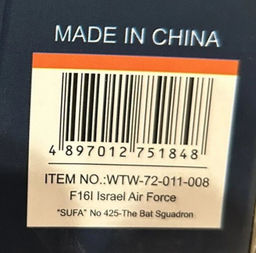 MADE IN CHINA
4 897012 751848
ITEM NO.:WTW-72-011-008
F16I Israel Air Force
"SUFA" No 425-The Bat Sguadron